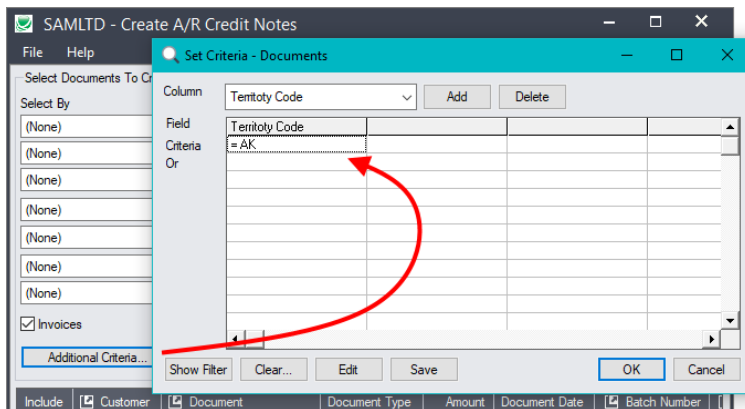 SAMLTD - Create A/R Credit Notes
File Help
Select Documents To Cr
Select By
(None)
(None)
(None)
(None)
(None)
(None)
(None)
Invoices
Additional Criteria...
Set Criteria - Documents
Column Territoty Code Add Delete
Field Territoty Code
Criteria = AK
Or
Show Filter Clear... Edit Save OK Cancel
Include Customer Document Document Type Amount Document Date Batch Number